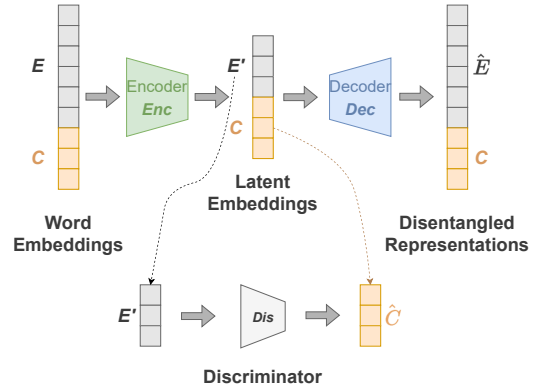 E
C
Word
Embeddings
Encoder
Enc
E'
C
Latent
Embeddings
Decoder
Dec
Ê
C
Disentangled
Representations
E'
Dis
Ĉ
Discriminator